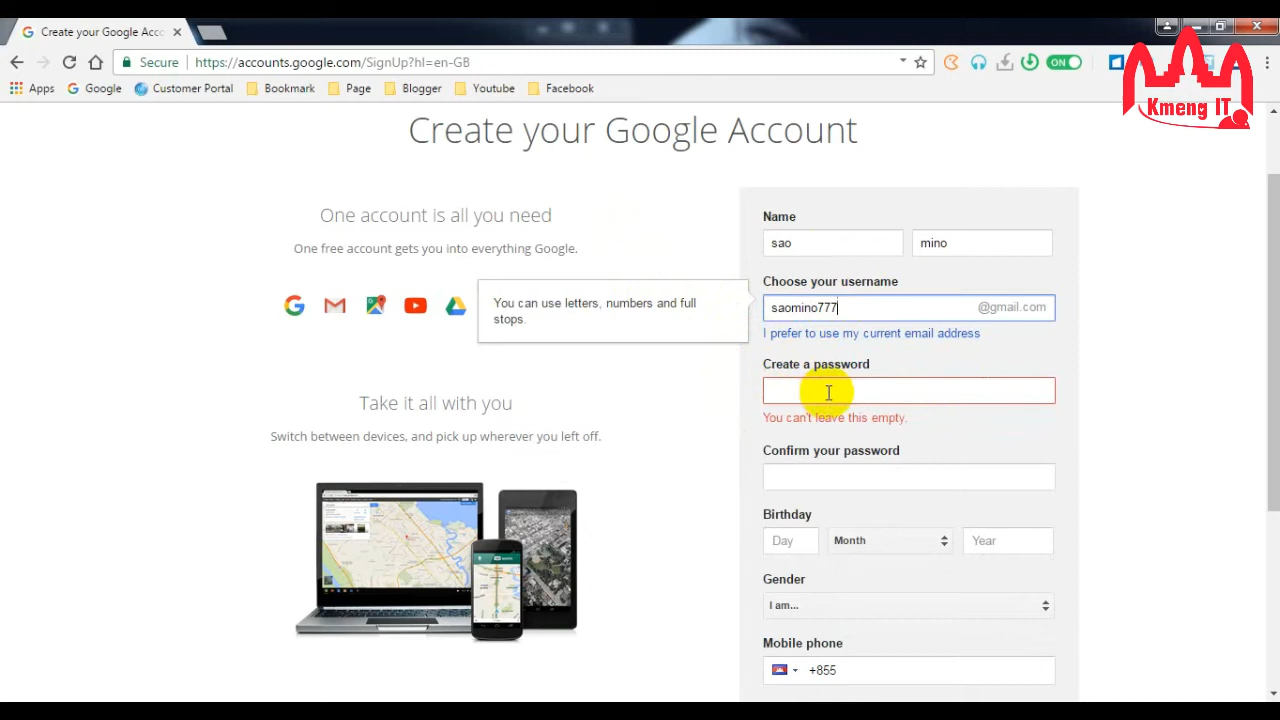 Create your Google Acco
Secure
https://accounts.google.com/SignUp?hl=en-GB
ON
Apps
Google
Customer Portal
Bookmark
Page
Blogger
Youtube
Facebook
Kmeng IT
Create your Google Account
One account is all you need
One free account gets you into everything Google.
You can use letters, numbers and full
stops.
Take it all with you
Switch between devices, and pick up wherever you left off.
Name
sao
mino
Choose your username
saomino777
@gmail.com
I prefer to use my current email address
Create a password
You can't leave this empty.
Confirm your password
Birthday
Day
Month
Year
Gender
I am...
Mobile phone
+855